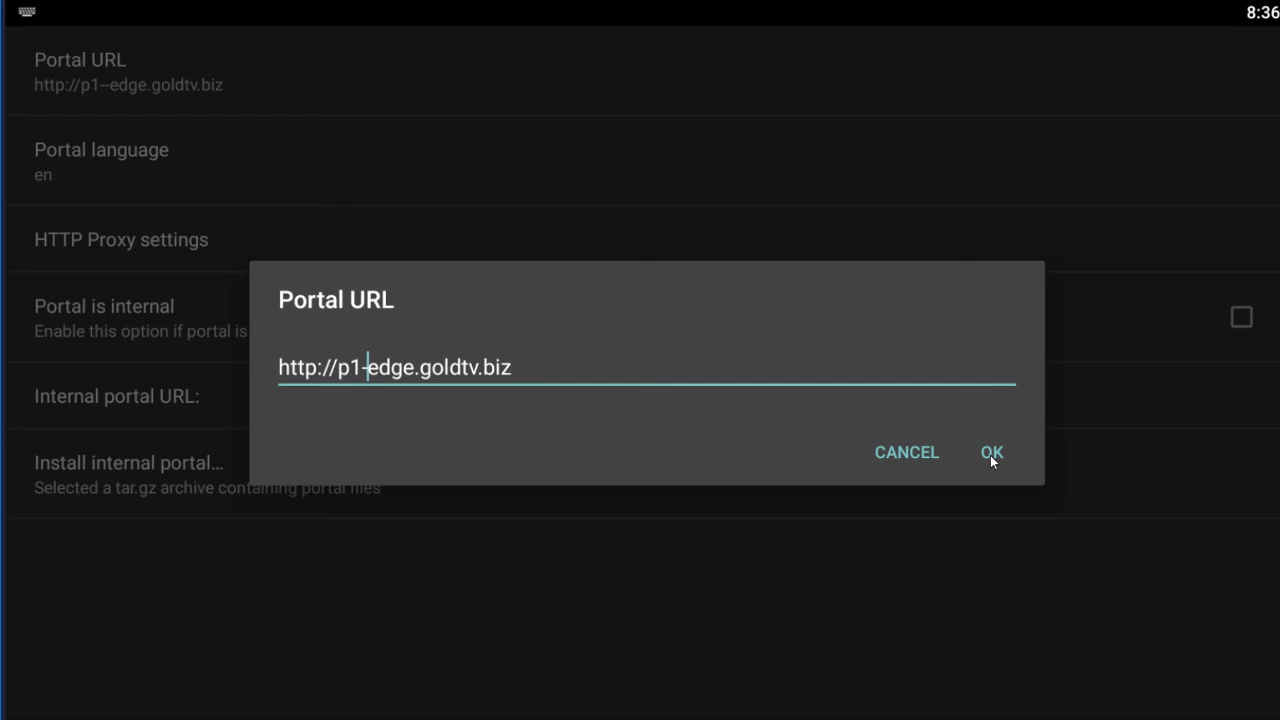 8:36
Portal URL
http://p1--edge.goldtv.biz
Portal language
en
HTTP Proxy settings
Portal is internal
Enable this option if portal is
Portal URL
http://p1-edge.goldtv.biz
CANCEL OK
Internal portal URL:
Install internal portal...
Selected a tar.gz archive containing portal files